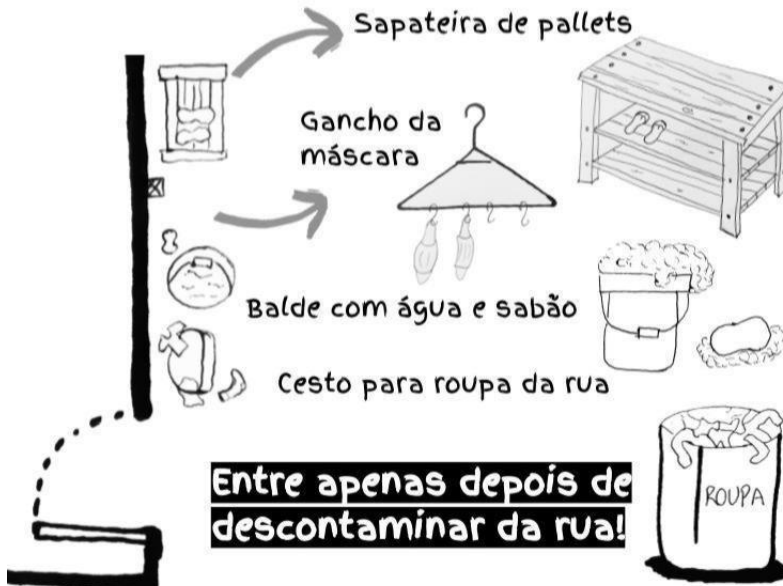 Sapateira de pallets
Gancho da
máscara
Balde com água e sabão
Cesto para roupa da rua
Entre apenas depois de
descontaminar da rua!
ROUPA